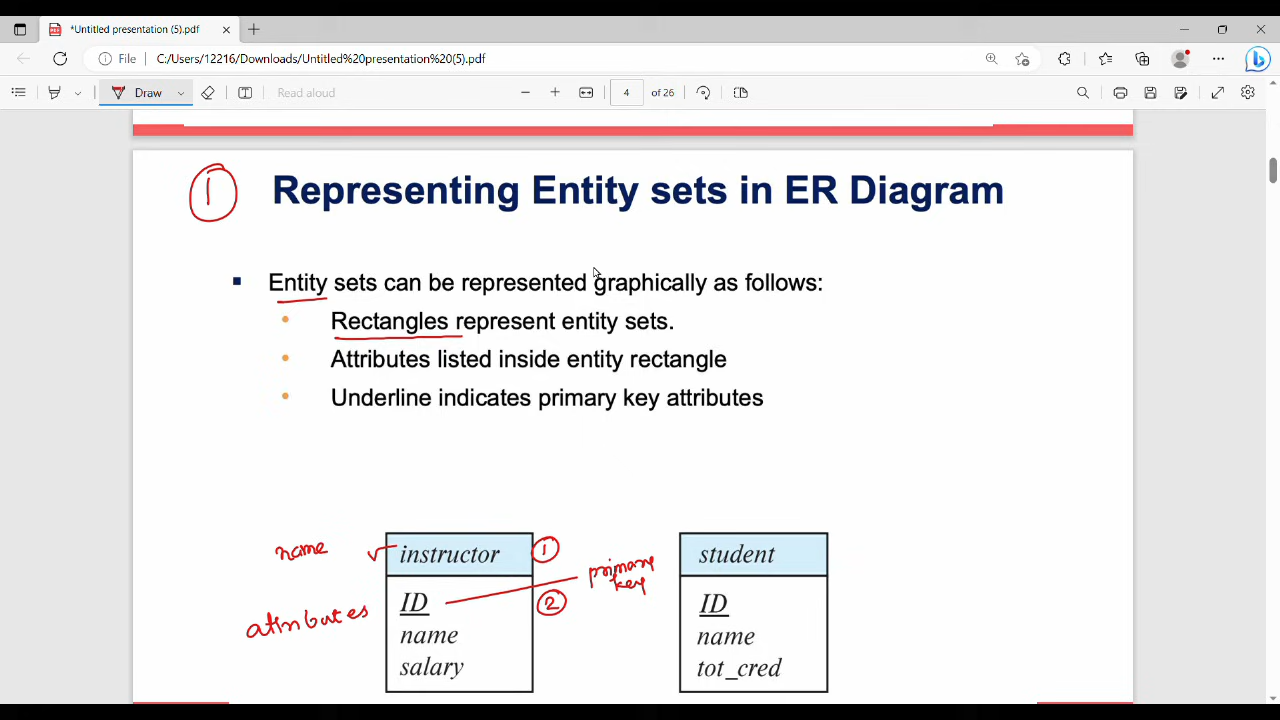 *Untitled presentation (5).pdf
File
C:/Users/12216/Downloads/Untitled%20presentation%20(5).pdf
Draw
Read aloud
4
of 26
1
Representing Entity sets in ER Diagram
Entity sets can be represented graphically as follows:
Rectangles represent entity sets.
Attributes listed inside entity rectangle
Underline indicates primary key attributes
name
instructor
1
student
primary
key
attributes
ID
2
ID
name
name
salary
tot_cred